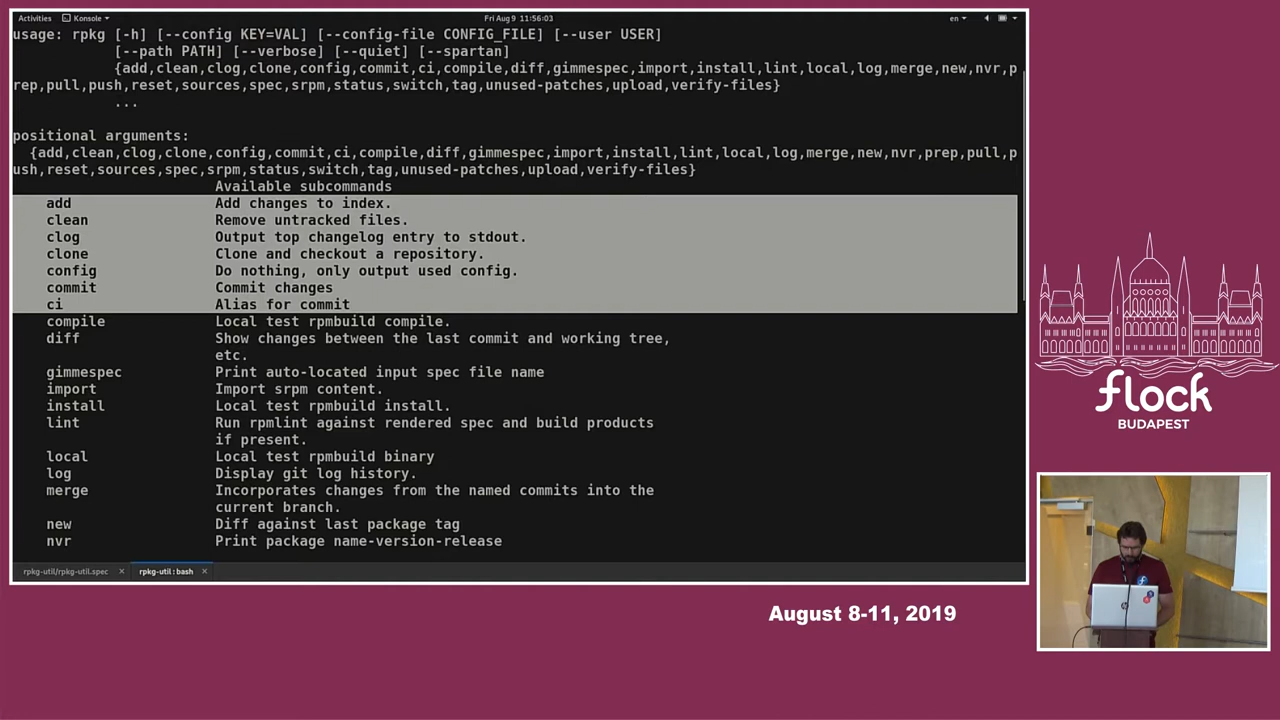 Activities Konsole Fri Aug 9 11:56:03 en
usage: rpkg [-h] [--config KEY=VAL] [--config-file CONFIG_FILE] [--user USER]
[--path PATH] [--verbose] [--quiet] [--spartan]
{add,clean,clog,clone,config,commit,ci,compile,diff,gimmespec,import,install,lint,local,log,merge,new,nvr,p
rep,pull,push,reset,sources,spec,srpm,status,switch,tag,unused-patches,upload,verify-files}
...
positional arguments:
{add,clean,clog,clone,config,commit,ci,compile,diff,gimmespec,import,install,lint,local,log,merge,new,nvr,prep,pull,p
ush,reset,sources,spec,srpm,status,switch,tag,unused-patches,upload,verify-files}
Available subcommands
add Add changes to index.
clean Remove untracked files.
clog Output top changelog entry to stdout.
clone Clone and checkout a repository.
config Do nothing, only output used config.
commit Commit changes
ci Alias for commit
compile Local test rpmbuild compile.
diff Show changes between the last commit and working tree,
etc.
gimmespec Print auto-located input spec file name
import Import srpm content.
install Local test rpmbuild install.
lint Run rpmlint against rendered spec and build products
if present.
local Local test rpmbuild binary
log Display git log history.
merge Incorporates changes from the named commits into the
current branch.
new Diff against last package tag
nvr Print package name-version-release
rpkg-util/rpkg-util.spec × rpkg-util : bash ×
flock
BUDAPEST
August 8-11, 2019